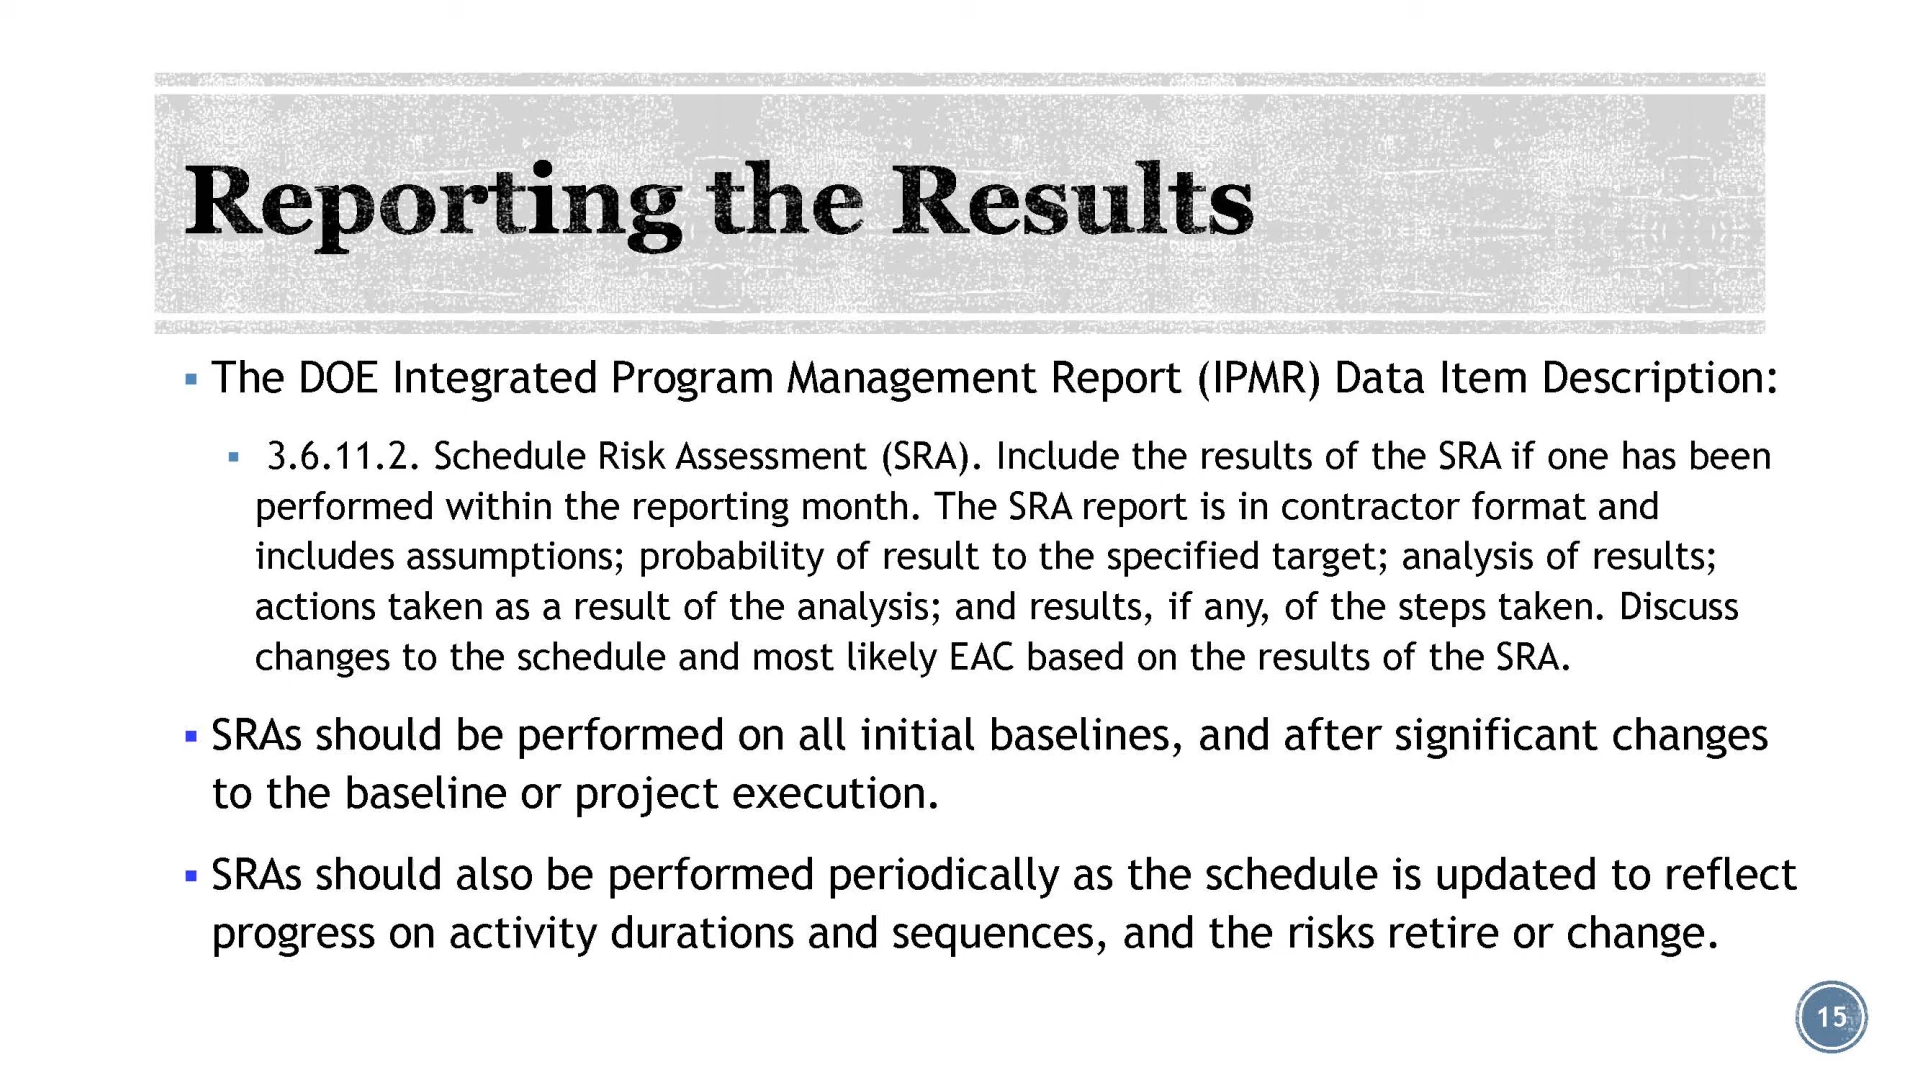 Reporting the Results
▪ The DOE Integrated Program Management Report (IPMR) Data Item Description:
▪ 3.6.11.2. Schedule Risk Assessment (SRA). Include the results of the SRA if one has been
performed within the reporting month. The SRA report is in contractor format and
includes assumptions; probability of result to the specified target; analysis of results;
actions taken as a result of the analysis; and results, if any, of the steps taken. Discuss
changes to the schedule and most likely EAC based on the results of the SRA.
▪ SRAs should be performed on all initial baselines, and after significant changes
to the baseline or project execution.
▪ SRAs should also be performed periodically as the schedule is updated to reflect
progress on activity durations and sequences, and the risks retire or change.
15